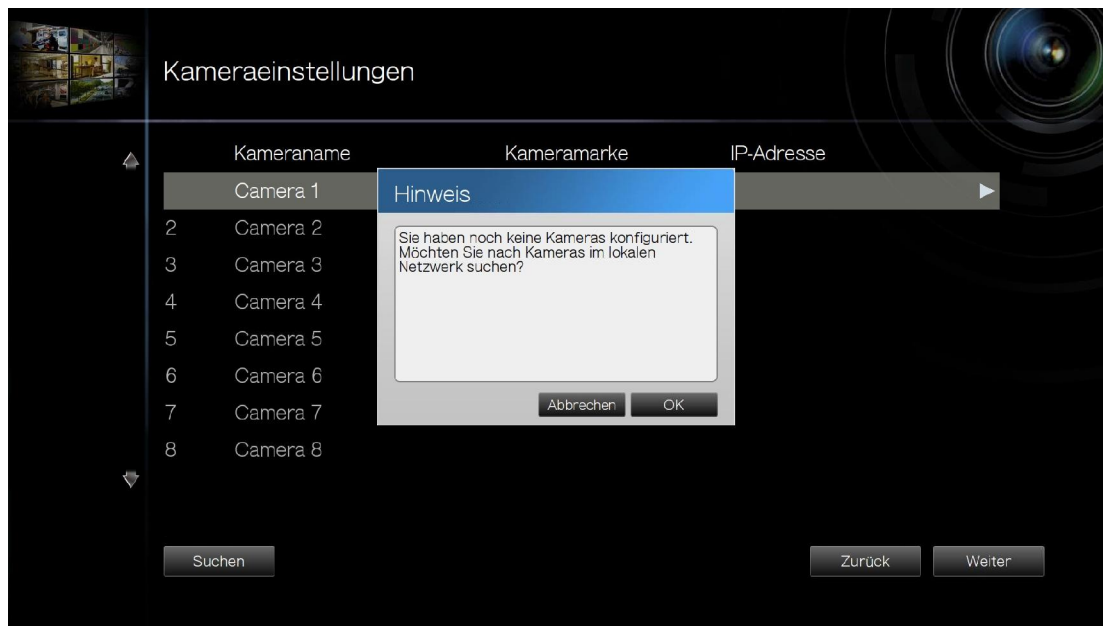 Kameraeinstellungen
Kameraname Kameramarke IP-Adresse
Camera 1
Hinweis
2 Camera 2
Sie haben noch keine Kameras konfiguriert.
Möchten Sie nach Kameras im lokalen
Netzwerk suchen?
3 Camera 3
4 Camera 4
5 Camera 5
6 Camera 6
7 Camera 7
8 Camera 8
Abbrechen OK
Suchen Zurück Weiter